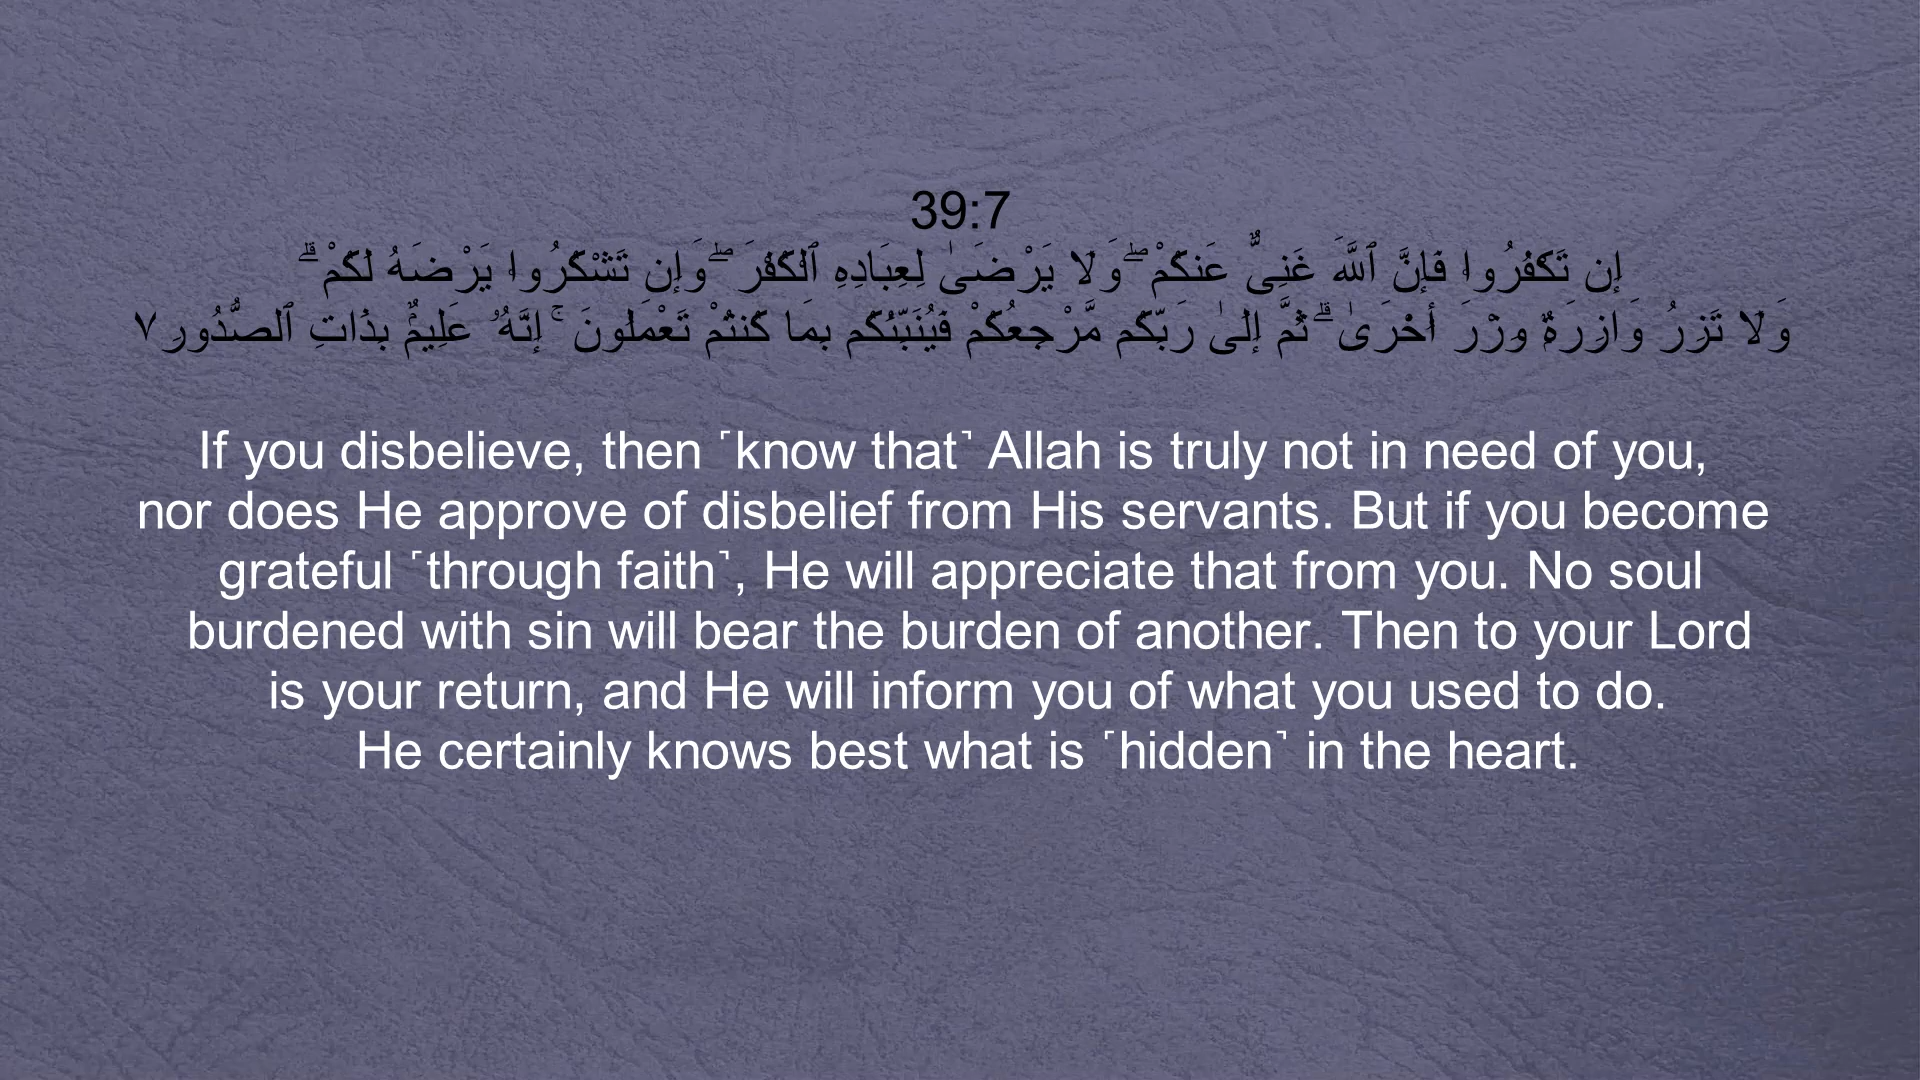 39:7
إِن تَكْفُرُوا۟ فَإِنَّ ٱللَّهَ غَنِىٌّ عَنكُمْ ۖ وَلَا يَرْضَىٰ لِعِبَادِهِ ٱلْكُفْرَ ۖ وَإِن تَشْكُرُوا۟ يَرْضَهُ لَكُمْ ۗ
وَلَا تَزِرُ وَازِرَةٌ وِزْرَ أُخْرَىٰ ۗ ثُمَّ إِلَىٰ رَبِّكُم مَّرْجِعُكُمْ فَيُنَبِّئُكُم بِمَا كُنتُمْ تَعْمَلُونَ ۚ إِنَّهُۥ عَلِيمٌۢ بِذَاتِ ٱلصُّدُورِ ٧
If you disbelieve, then ˹know that˺ Allah is truly not in need of you,
nor does He approve of disbelief from His servants. But if you become
grateful ˹through faith˺, He will appreciate that from you. No soul
burdened with sin will bear the burden of another. Then to your Lord
is your return, and He will inform you of what you used to do.
He certainly knows best what is ˹hidden˺ in the heart.